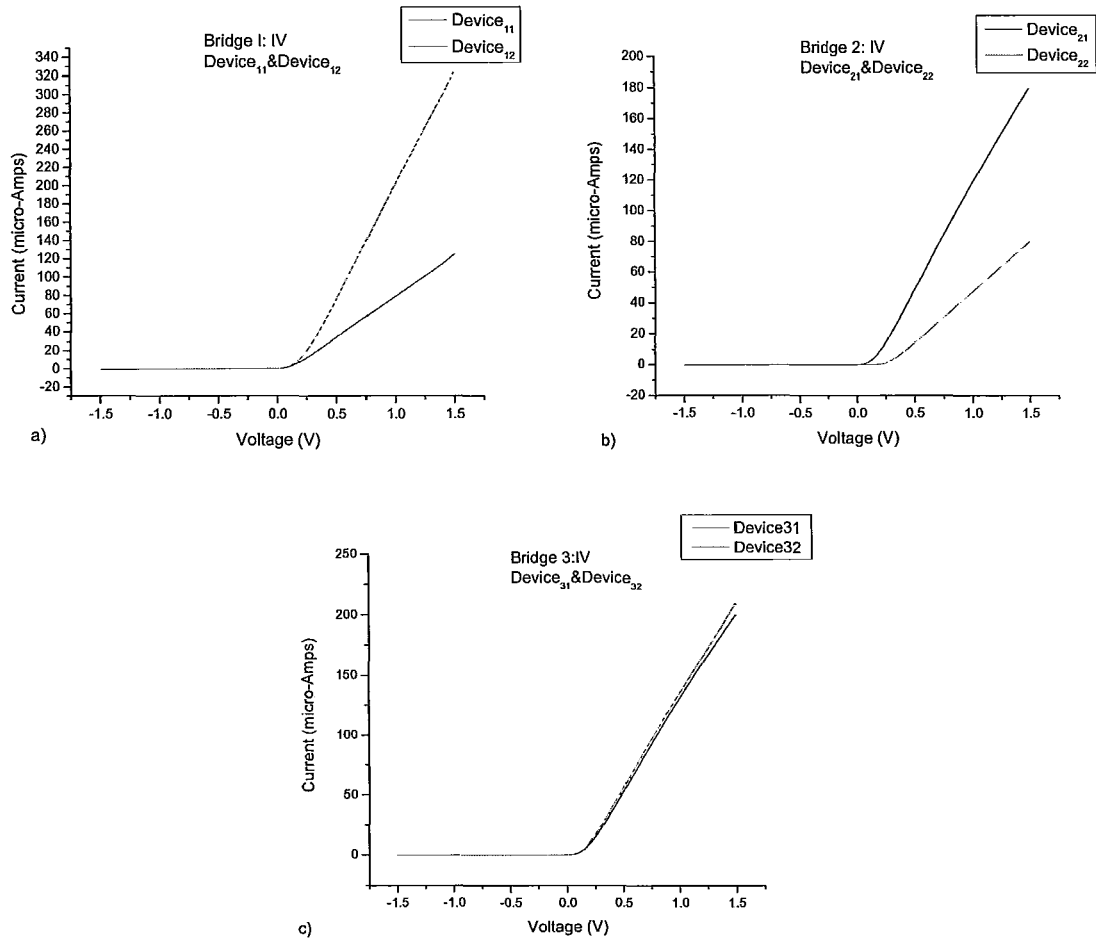 Bridge I: IV
Device₁₁&Device₁₂
Device₁₁
Device₁₂
340
320
300
280
260
240
220
200
180
160
140
120
100
80
60
40
20
0
-20
Current (micro-Amps)
-1.5 -1.0 -0.5 0.0 0.5 1.0 1.5
Voltage (V)
a)
Bridge 2: IV
Device₂₁&Device₂₂
Device₂₁
Device₂₂
200
180
160
140
120
100
80
60
40
20
0
-20
Current (micro-Amps)
-1.5 -1.0 -0.5 0.0 0.5 1.0 1.5
Voltage (V)
b)
Bridge 3:IV
Device₃₁&Device₃₂
Device31
Device32
250
200
150
100
50
0
Current (micro-Amps)
-1.5 -1.0 -0.5 0.0 0.5 1.0 1.5
Voltage (V)
c)